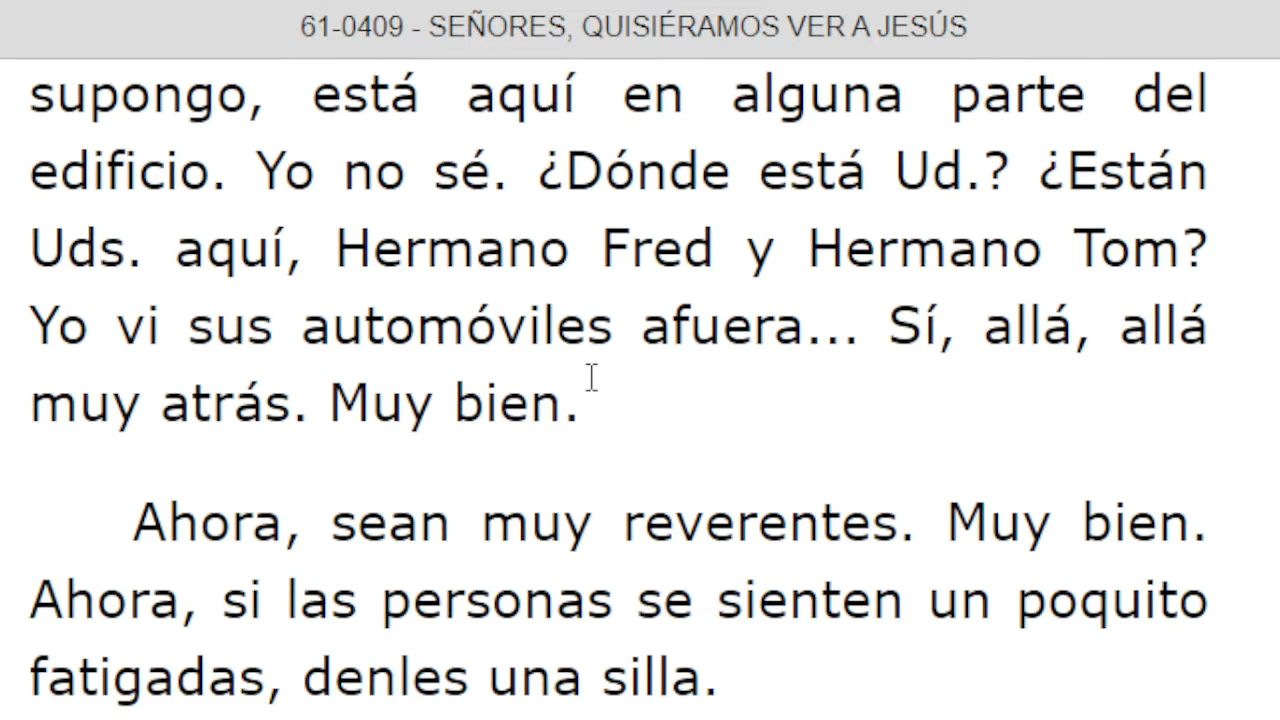 61-0409 - SEÑORES, QUISIÉRAMOS VER A JESÚS
supongo, está aquí en alguna parte del
edificio. Yo no sé. ¿Dónde está Ud.? ¿Están
Uds. aquí, Hermano Fred y Hermano Tom?
Yo vi sus automóviles afuera... Sí, allá, allá
muy atrás. Muy bien.
Ahora, sean muy reverentes. Muy bien.
Ahora, si las personas se sienten un poquito
fatigadas, denles una silla.